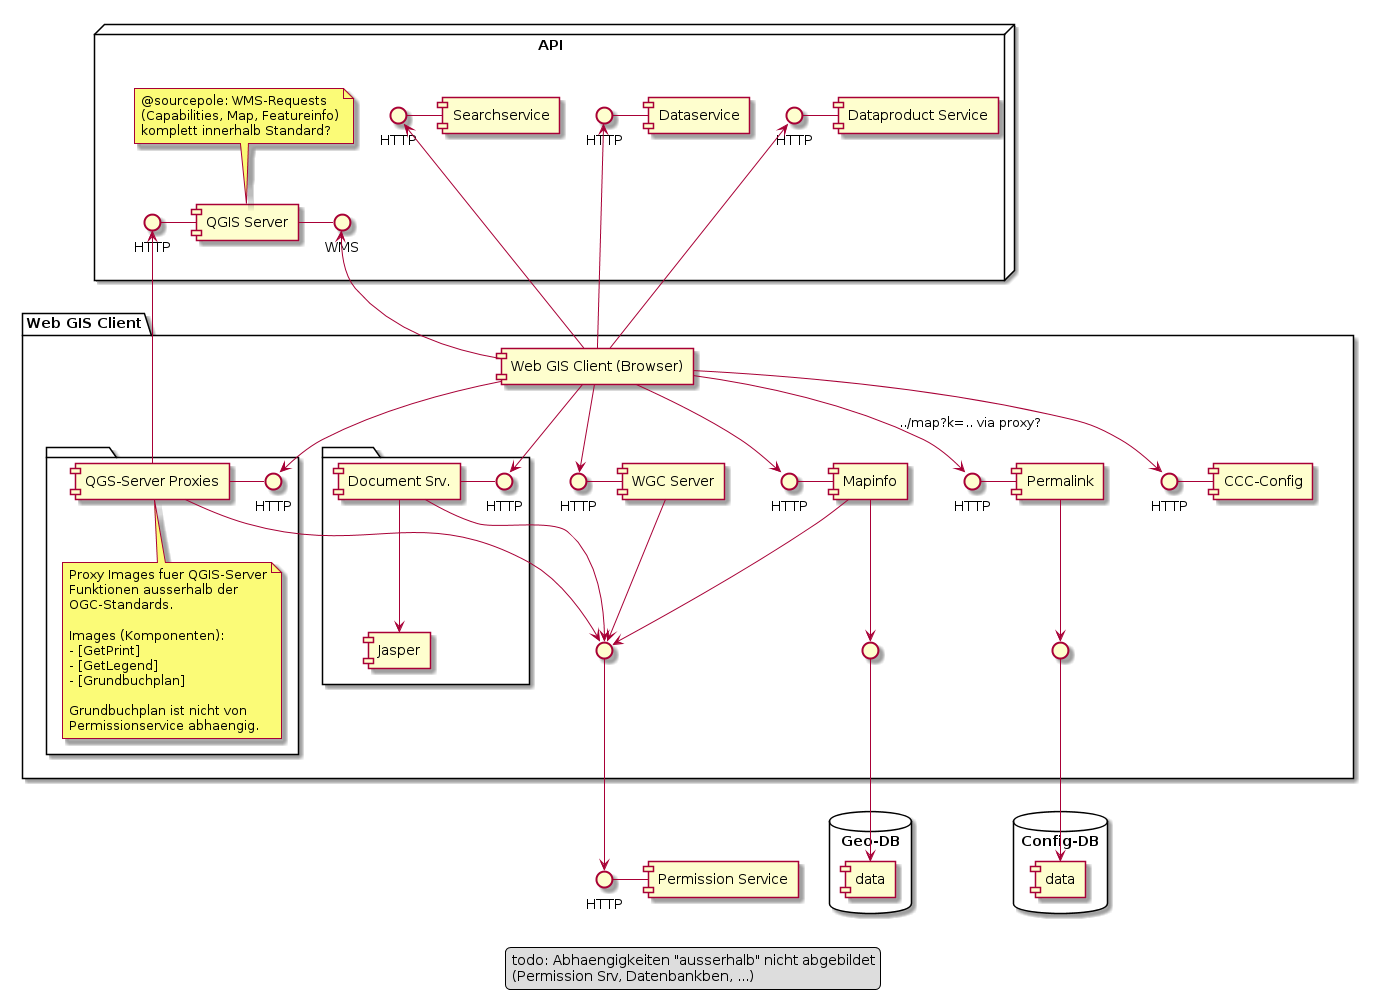 API
@sourcepole: WMS-Requests
(Capabilities, Map, Featureinfo)
komplett innerhalb Standard?
Searchservice
HTTP
Dataservice
HTTP
Dataproduct Service
HTTP
QGIS Server
HTTP
WMS
Web GIS Client
Web GIS Client (Browser)
../map?k=.. via proxy?
QGS-Server Proxies
HTTP
Document Srv.
HTTP
WGC Server
HTTP
Mapinfo
HTTP
Permalink
HTTP
CCC-Config
HTTP
Proxy Images fuer QGIS-Server
Funktionen ausserhalb der
OGC-Standards.
Images (Komponenten):
- [GetPrint]
- [GetLegend]
- [Grundbuchplan]
Grundbuchplan ist nicht von
Permissionservice abhaengig.
Jasper
Permission Service
HTTP
Geo-DB
data
Config-DB
data
todo: Abhaengigkeiten "ausserhalb" nicht abgebildet
(Permission Srv, Datenbankben, ...)